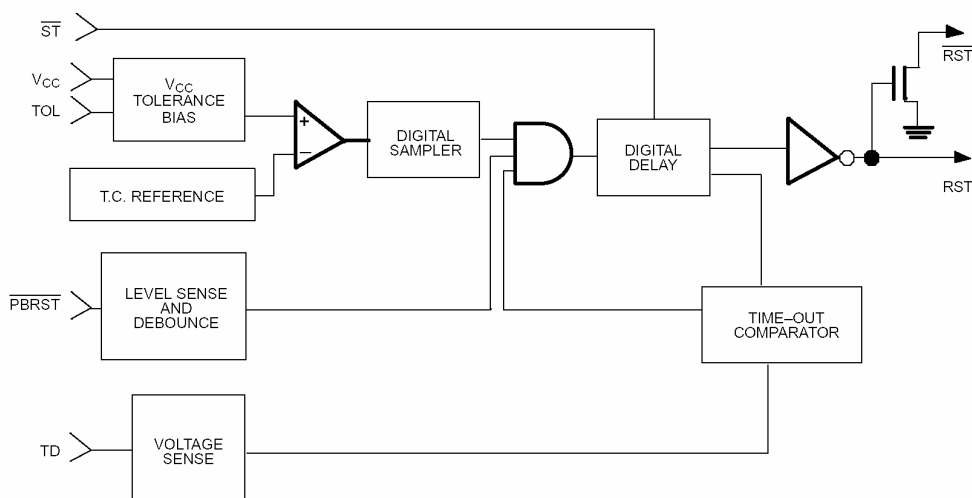 ST
VCC
TOL
VCC
TOLERANCE
BIAS
+
−
DIGITAL
SAMPLER
DIGITAL
DELAY
RST
RST
T.C. REFERENCE
PBRST
LEVEL SENSE
AND
DEBOUNCE
TIME–OUT
COMPARATOR
TD
VOLTAGE
SENSE